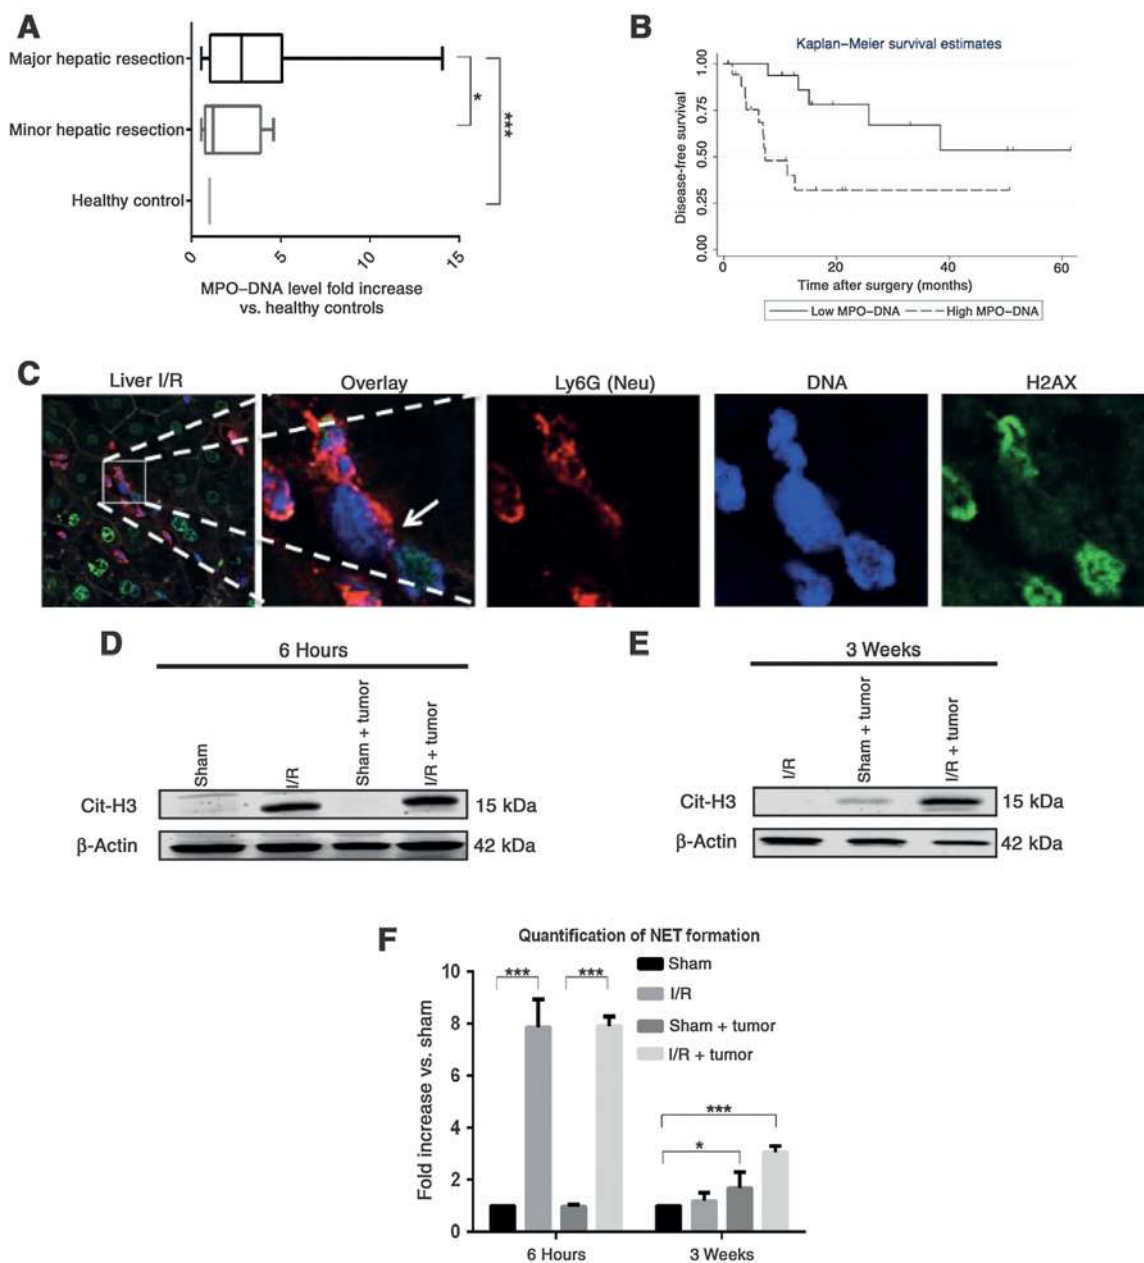 A
Major hepatic resection
Minor hepatic resection
Healthy control
*
***
0
5
10
15
MPO–DNA level fold increase
vs. healthy controls
B
Kaplan–Meier survival estimates
Disease-free survival
1.00
0.75
0.50
0.25
0.00
0
20
40
60
Time after surgery (months)
Low MPO–DNA
High MPO–DNA
C
Liver I/R
Overlay
Ly6G (Neu)
DNA
H2AX
D
6 Hours
Sham
I/R
Sham + tumor
I/R + tumor
Cit-H3
15 kDa
β-Actin
42 kDa
E
3 Weeks
I/R
Sham + tumor
I/R + tumor
Cit-H3
15 kDa
β-Actin
42 kDa
F
Quantification of NET formation
Sham
I/R
Sham + tumor
I/R + tumor
Fold increase vs. sham
10
8
6
4
2
0
***
***
***
*
6 Hours
3 Weeks